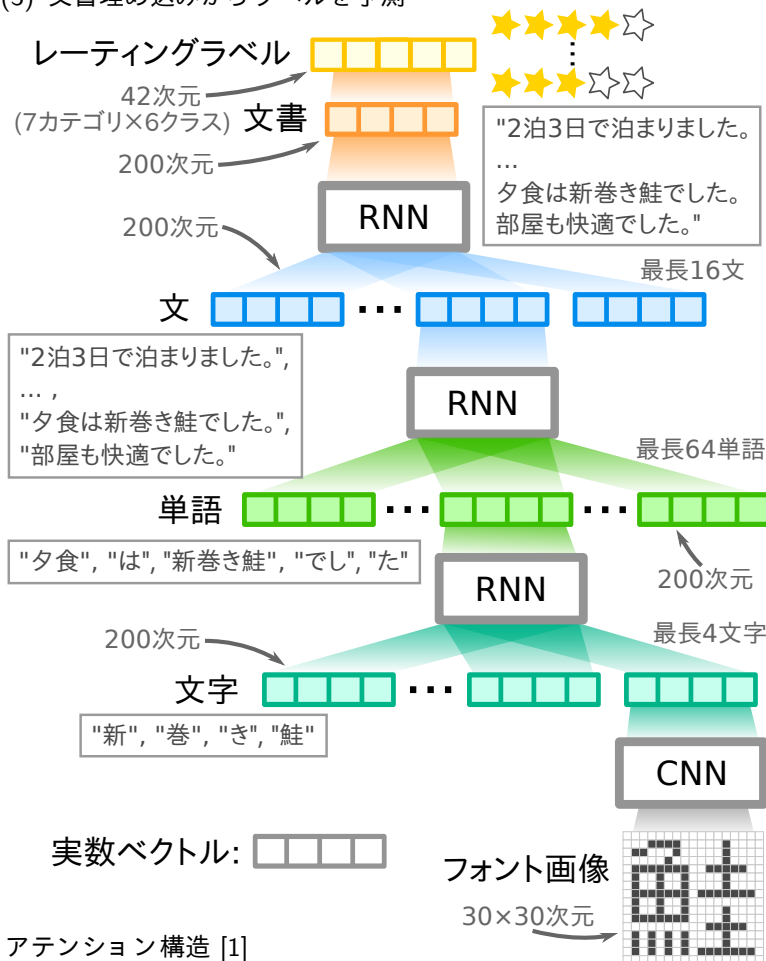 (3) 文書埋め込みからラベルを予測
レーティングラベル
42次元
(7カテゴリ×6クラス)
文書
200次元
"2泊3日で泊まりました。
...
夕食は新巻き鮭でした。
部屋も快適でした。"
RNN
200次元
最長16文
文
"2泊3日で泊まりました。",
... ,
"夕食は新巻き鮭でした。",
"部屋も快適でした。"
RNN
最長64単語
単語
"夕食", "は", "新巻き鮭", "でし", "た"
RNN
200次元
最長4文字
200次元
文字
"新", "巻", "き", "鮭"
CNN
実数ベクトル:
フォント画像
30×30次元
鮭
アテンション構造 [1]